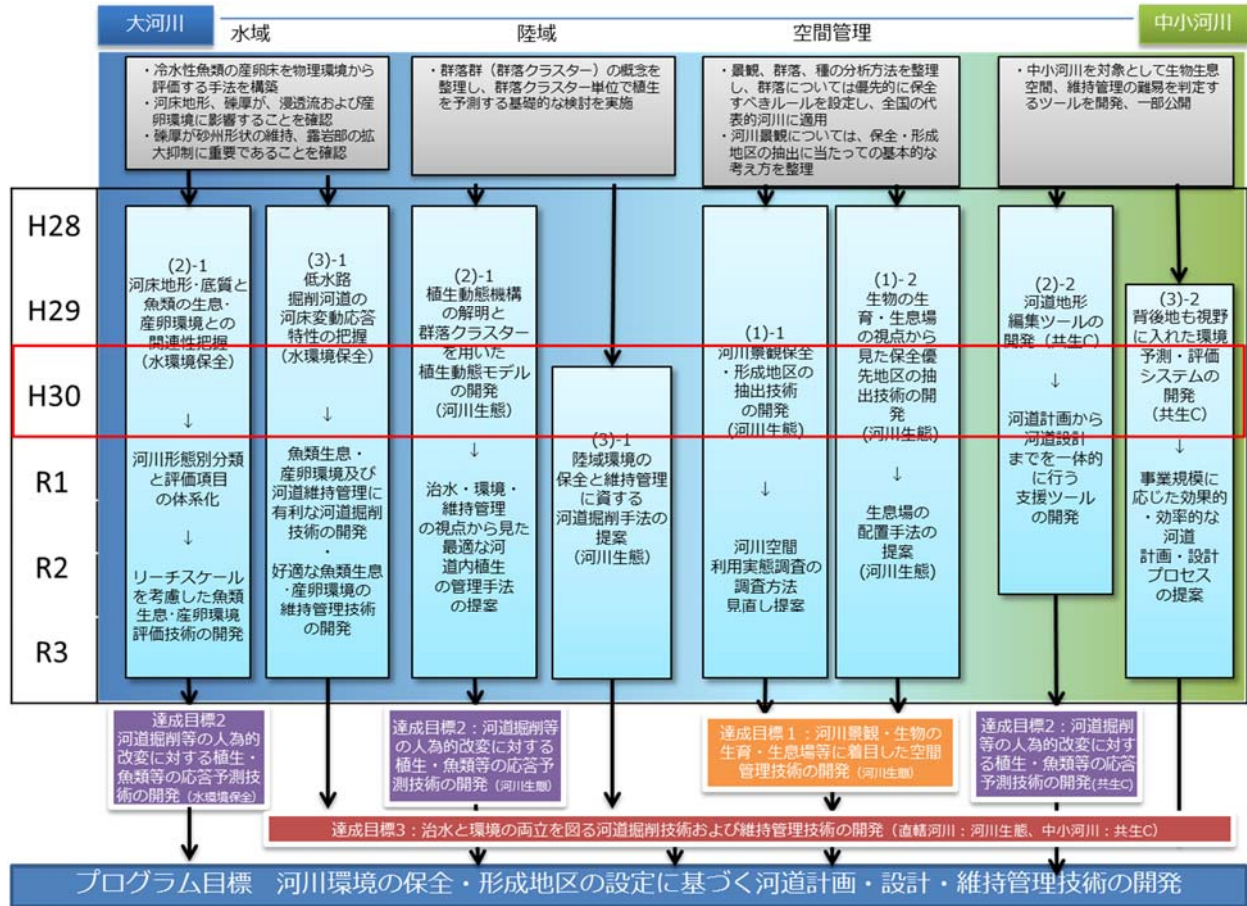 大河川
水域
陸域
空間管理
中小河川
・冷水性魚類の産卵床を物理環境から
評価する手法を構築
・河床地形、礫厚が、浸透流および産
卵環境に影響することを確認
・礫厚が砂州形状の維持、露岩部の拡
大抑制に重要であることを確認
・群落群（群落クラスター）の概念を
整理し、群落クラスター単位で植生
を予測する基礎的な検討を実施
・景観、群落、種の分析方法を整理
し、群落については優先的に保全
すべきルールを設定し、全国の代
表的河川に適用
・河川景観については、保全・形成
地区の抽出に当たっての基本的な
考え方を整理
・中小河川を対象として生物生息
空間、維持管理の難易を判定す
るツールを開発、一部公開
H28
H29
H30
R1
R2
R3
(2)-1
河床地形・底質と
魚類の生息・
産卵環境との
関連性把握
(水環境保全)
↓
河川形態別分類
と評価項目
の体系化
↓
リーチスケール
を考慮した魚類
生息・産卵環境
評価技術の開発
(3)-1
低水路
掘削河道の
河床変動応答
特性の把握
(水環境保全)
↓
魚類生息・
産卵環境及び
河道維持管理に
有利な河道掘削
技術の開発
・
好適な魚類生息
・産卵環境の
維持管理技術
の開発
(2)-1
植生動態機構
の解明と
群落クラスター
を用いた
植生動態モデル
の開発
(河川生態)
↓
治水・環境・
維持管理
の視点から見た
最適な河
道内植生
の管理手法
の提案
(3)-1
陸域環境の
保全と維持管理
に資する
河道掘削手法の
提案
(河川生態)
(1)-1
河川景観保全
・形成地区の
抽出技術の
開発
(河川生態)
↓
河川空間
利用実態調査の
調査方法
見直し提案
(1)-2
生物の生
育・生息場
の視点から
見た保全優
先地区の抽
出技術の開
発
(河川生態)
↓
生息場の
配置手法の
提案
(河川生態)
(2)-2
河道地形
編集ツールの
開発（共生C）
↓
河道計画から
河道設計
までを一体的
に行う
支援ツール
の開発
(3)-2
背後地も視野
に入れた環境
予測・評価
システムの
開発
(共生C)
↓
事業規模に
応じた効果的
・効率的な
河道
計画・設計
プロセス
の提案
達成目標2
河道掘削等の人為的
改変に対する植生・
魚類等の応答予測技
術の開発（水環境保全）
達成目標2：河道掘削等
の人為的改変に対する
植生・魚類等の応答予
測技術の開発（河川生態）
達成目標１：河川景観・生物の
生育・生息場等に着目した空間
管理技術の開発（河川生態）
達成目標2：河道掘削
等の人為的改変に対す
る植生・魚類等の応答
予測技術の開発（共生C）
達成目標3：治水と環境の両立を図る河道掘削技術および維持管理技術の開発（直轄河川：河川生態、中小河川：共生C）
プログラム目標　河川環境の保全・形成地区の設定に基づく河道計画・設計・維持管理技術の開発